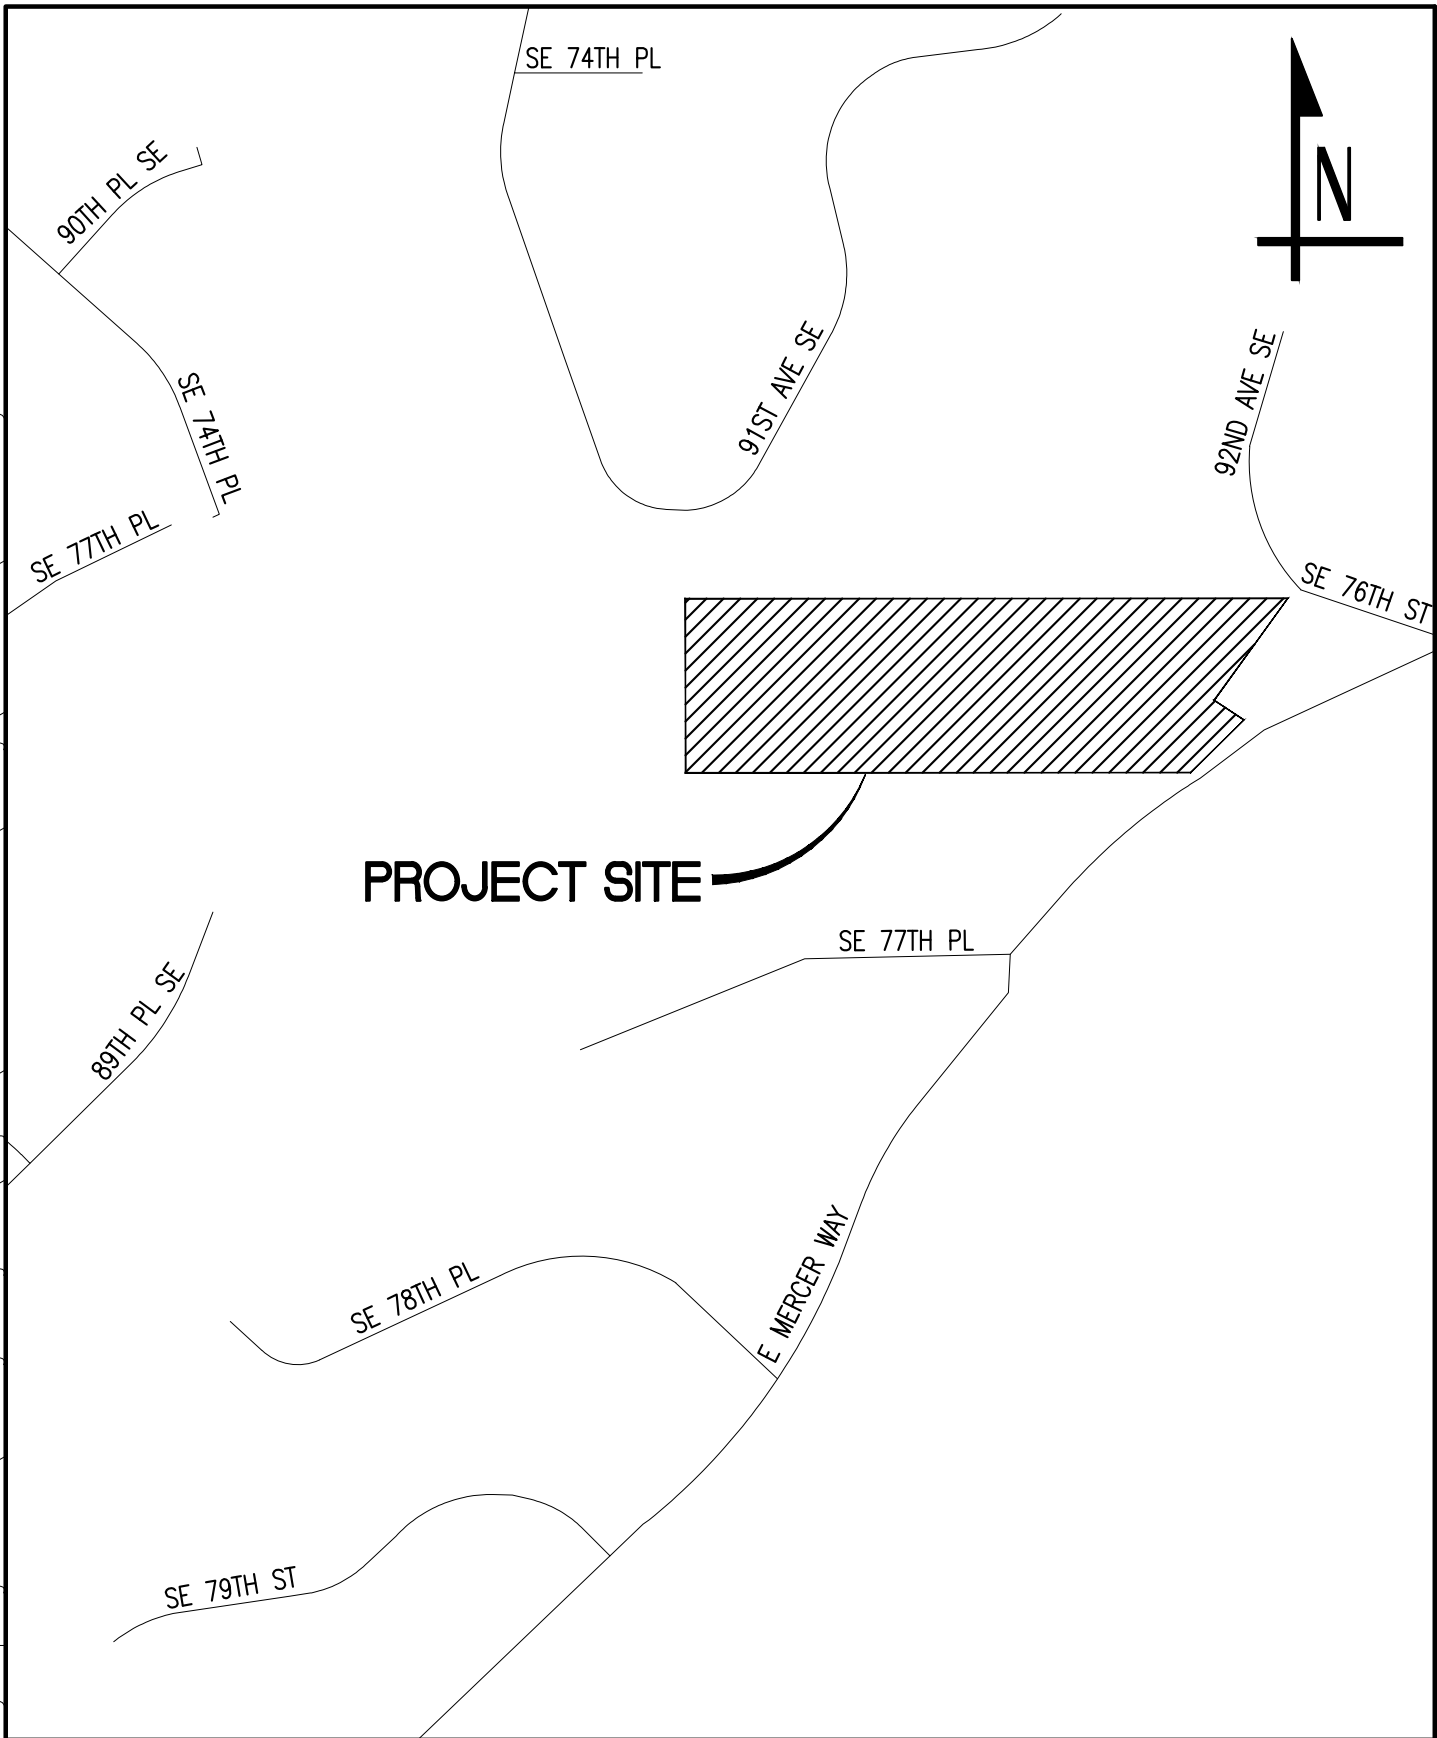 SE 74TH PL
90TH PL SE
N
91ST AVE SE
92ND AVE SE
SE 74TH PL
SE 77TH PL
SE 76TH ST
PROJECT SITE
SE 77TH PL
89TH PL SE
E MERCER WAY
SE 78TH PL
SE 79TH ST